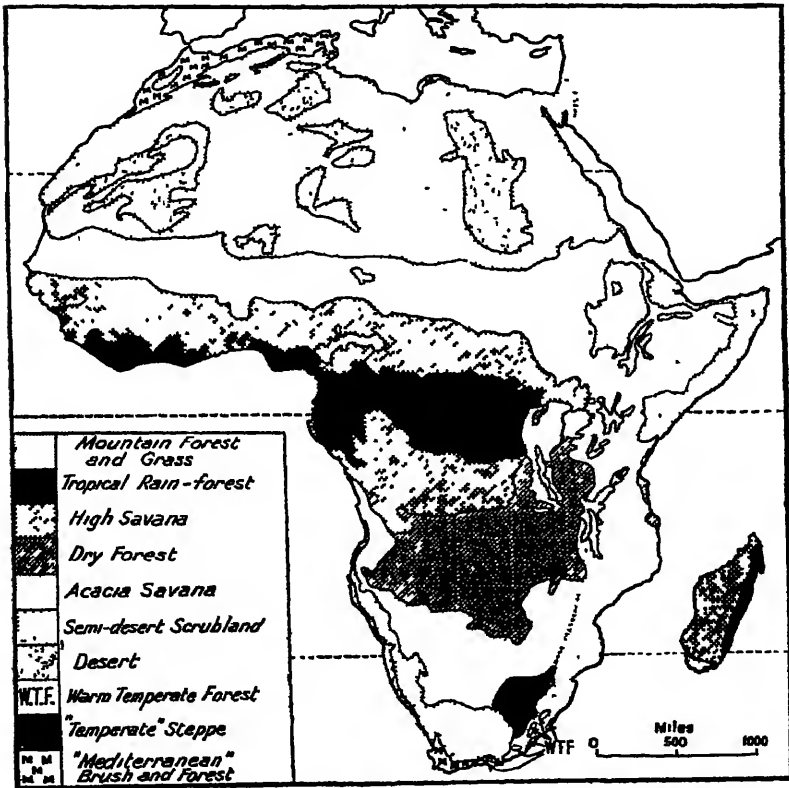 Mountain Forest
and Grass
Tropical Rain-forest
High Savana
Dry Forest
Acacia Savana
Semi-desert Scrubland
Desert
W.T.F. Warm Temperate Forest
"Temperate" Steppe
"Mediterranean"
Brush and Forest
M M
M
M M
WTF
Miles
0 500 1000